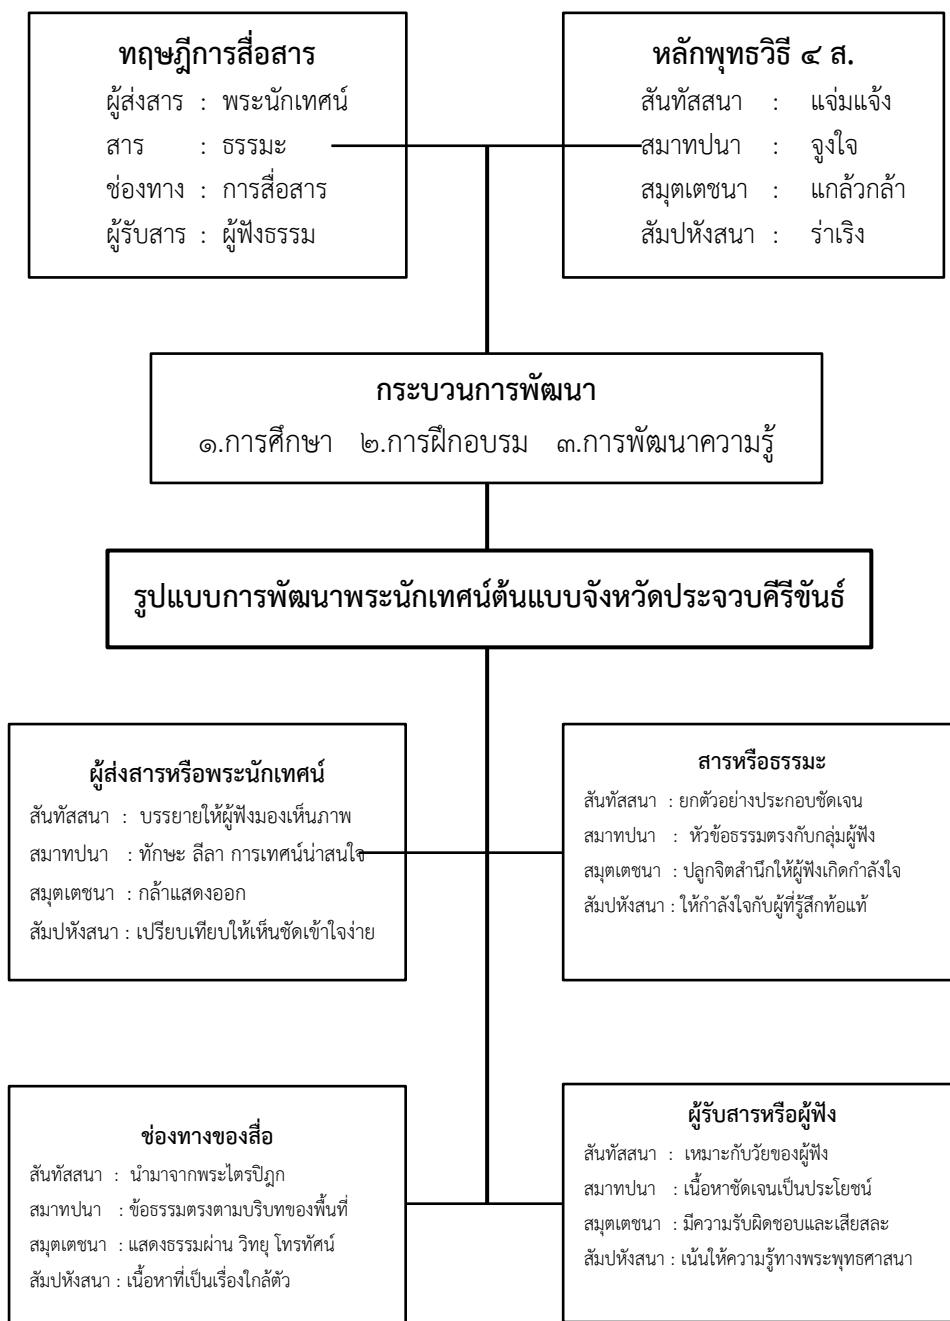 ทฤษฎีการสื่อสาร
ผู้ส่งสาร : พระนักเทศน์
สาร : ธรรมะ
ช่องทาง : การสื่อสาร
ผู้รับสาร : ผู้ฟังธรรม
หลักพุทธวิธี ๔ ส.
สันทัสสนา : แจ่มแจ้ง
สมาทปนา : จูงใจ
สมุตเตชนา : แกล้วกล้า
สัมปหังสนา : ร่าเริง
กระบวนการพัฒนา
๑.การศึกษา ๒.การฝึกอบรม ๓.การพัฒนาความรู้
รูปแบบการพัฒนาพระนักเทศน์ต้นแบบจังหวัดประจวบคีรีขันธ์
ผู้ส่งสารหรือพระนักเทศน์
สันทัสสนา : บรรยายให้ผู้ฟังมองเห็นภาพ
สมาทปนา : ทักษะ ลีลา การเทศน์น่าสนใจ
สมุตเตชนา : กล้าแสดงออก
สัมปหังสนา : เปรียบเทียบให้เห็นชัดเข้าใจง่าย
สารหรือธรรมะ
สันทัสสนา : ยกตัวอย่างประกอบชัดเจน
สมาทปนา : หัวข้อธรรมตรงกับกลุ่มผู้ฟัง
สมุตเตชนา : ปลูกจิตสำนึกให้ผู้ฟังเกิดกำลังใจ
สัมปหังสนา : ให้กำลังใจกับผู้ที่รู้สึกท้อแท้
ช่องทางของสื่อ
สันทัสสนา : นำมาจากพระไตรปิฎก
สมาทปนา : ข้อธรรมตรงตามบริบทของพื้นที่
สมุตเตชนา : แสดงธรรมผ่าน วิทยุ โทรทัศน์
สัมปหังสนา : เนื้อหาที่เป็นเรื่องใกล้ตัว
ผู้รับสารหรือผู้ฟัง
สันทัสสนา : เหมาะกับวัยของผู้ฟัง
สมาทปนา : เนื้อหาชัดเจนเป็นประโยชน์
สมุตเตชนา : มีความรับผิดชอบและเสียสละ
สัมปหังสนา : เน้นให้ความรู้ทางพระพุทธศาสนา